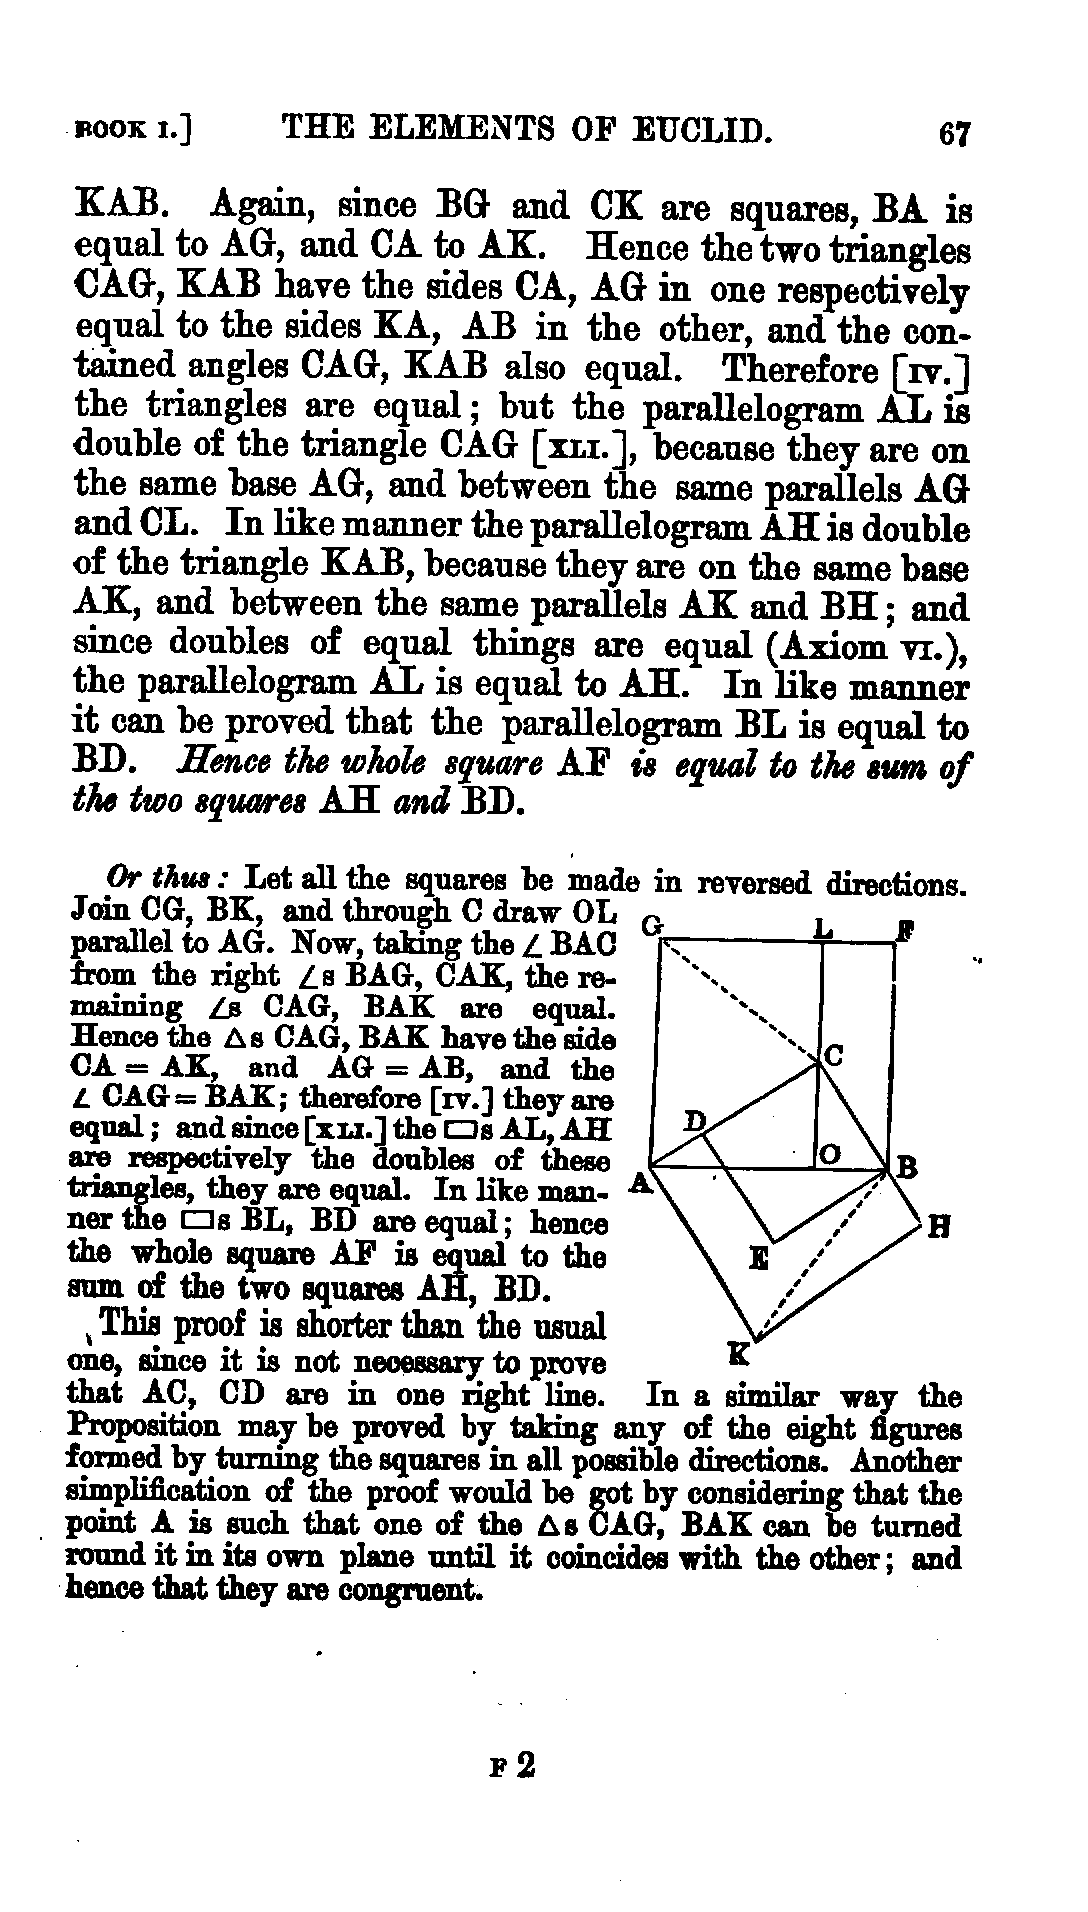 BOOK I.] THE ELEMENTS OF EUCLID. 67
KAB. Again, since BG and CK are squares, BA is
equal to AG, and CA to AK. Hence the two triangles
CAG, KAB have the sides CA, AG in one respectively
equal to the sides KA, AB in the other, and the con-
tained angles CAG, KAB also equal. Therefore [IV.]
the triangles are equal; but the parallelogram AL is
double of the triangle CAG [XLI.], because they are on
the same base AG, and between the same parallels AG
and CL. In like manner the parallelogram AH is double
of the triangle KAB, because they are on the same base
AK, and between the same parallels AK and BH; and
since doubles of equal things are equal (Axiom VI.),
the parallelogram AL is equal to AH. In like manner
it can be proved that the parallelogram BL is equal to
BD. Hence the whole square AF is equal to the sum of
the two squares AH and BD.
Or thus: Let all the squares be made in reversed directions.
Join CG, BK, and through C draw OL
parallel to AG. Now, taking the ∠ BAC
from the right ∠s BAG, CAK, the re-
maining ∠s CAG, BAK are equal.
Hence the △s CAG, BAK have the side
CA = AK, and AG = AB, and the
∠ CAG = BAK; therefore [IV.] they are
equal; and since [XLI.] the ▭s AL, AH
are respectively the doubles of these
triangles, they are equal. In like man-
ner the ▭s BL, BD are equal; hence
the whole square AF is equal to the
sum of the two squares AH, BD.
This proof is shorter than the usual
one, since it is not necessary to prove
that AC, CD are in one right line. In a similar way the
Proposition may be proved by taking any of the eight figures
formed by turning the squares in all possible directions. Another
simplification of the proof would be got by considering that the
point A is such that one of the △s CAG, BAK can be turned
round it in its own plane until it coincides with the other; and
hence that they are congruent.
G L F
C
D
O
A B
H
E
K
F 2